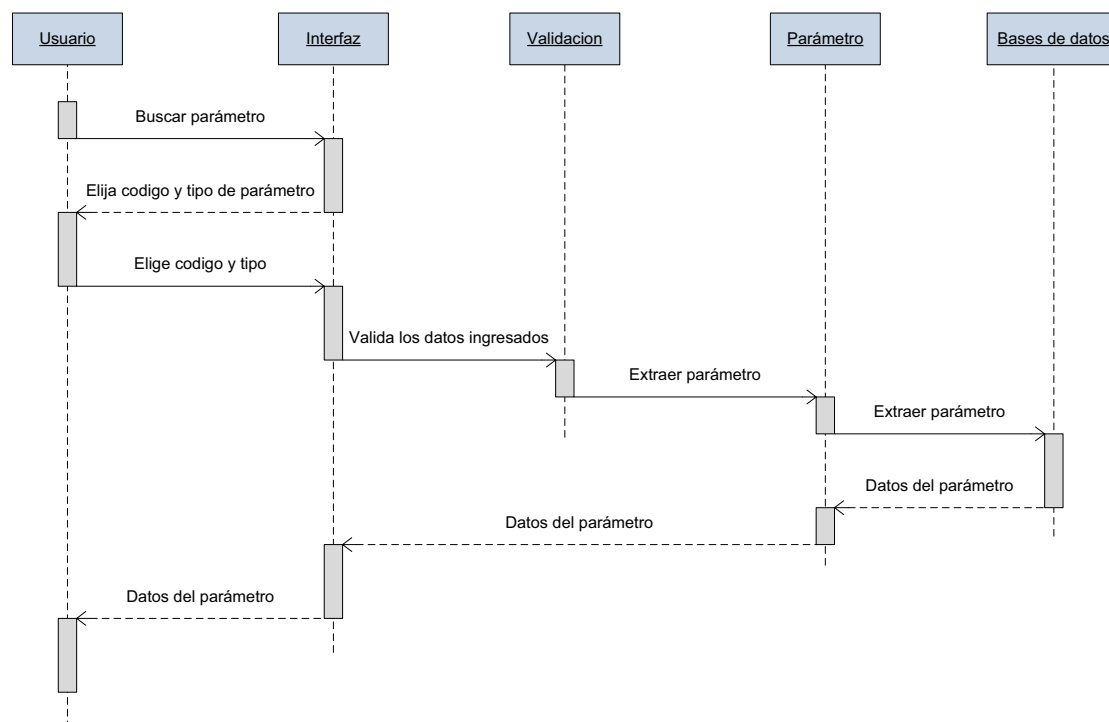 Usuario
Interfaz
Validacion
Parámetro
Bases de datos
Buscar parámetro
Elija codigo y tipo de parámetro
Elige codigo y tipo
Valida los datos ingresados
Extraer parámetro
Extraer parámetro
Datos del parámetro
Datos del parámetro
Datos del parámetro